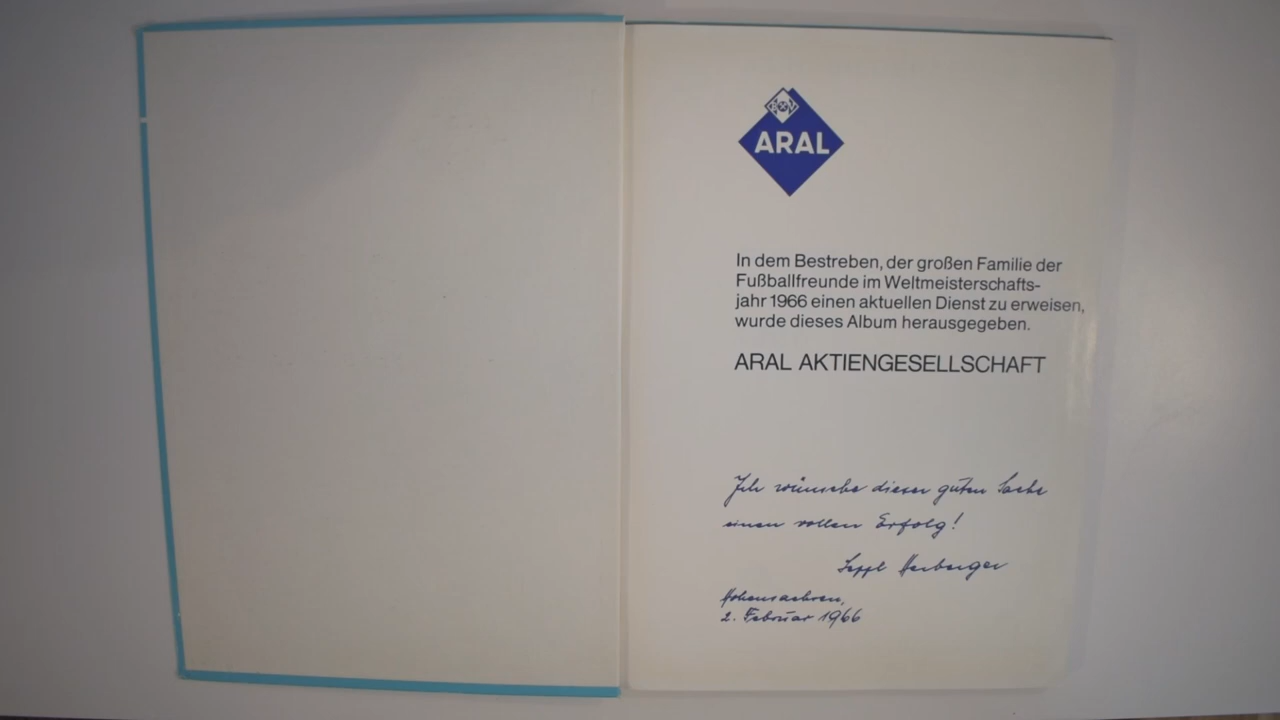 ARAL
In dem Bestreben, der großen Familie der
Fußballfreunde im Weltmeisterschafts-
jahr 1966 einen aktuellen Dienst zu erweisen,
wurde dieses Album herausgegeben.
ARAL AKTIENGESELLSCHAFT
Ich wünsche dieser guten Sache
einen vollen Erfolg!
Seppl Herberger
Hohensachsen,
2. Februar 1966